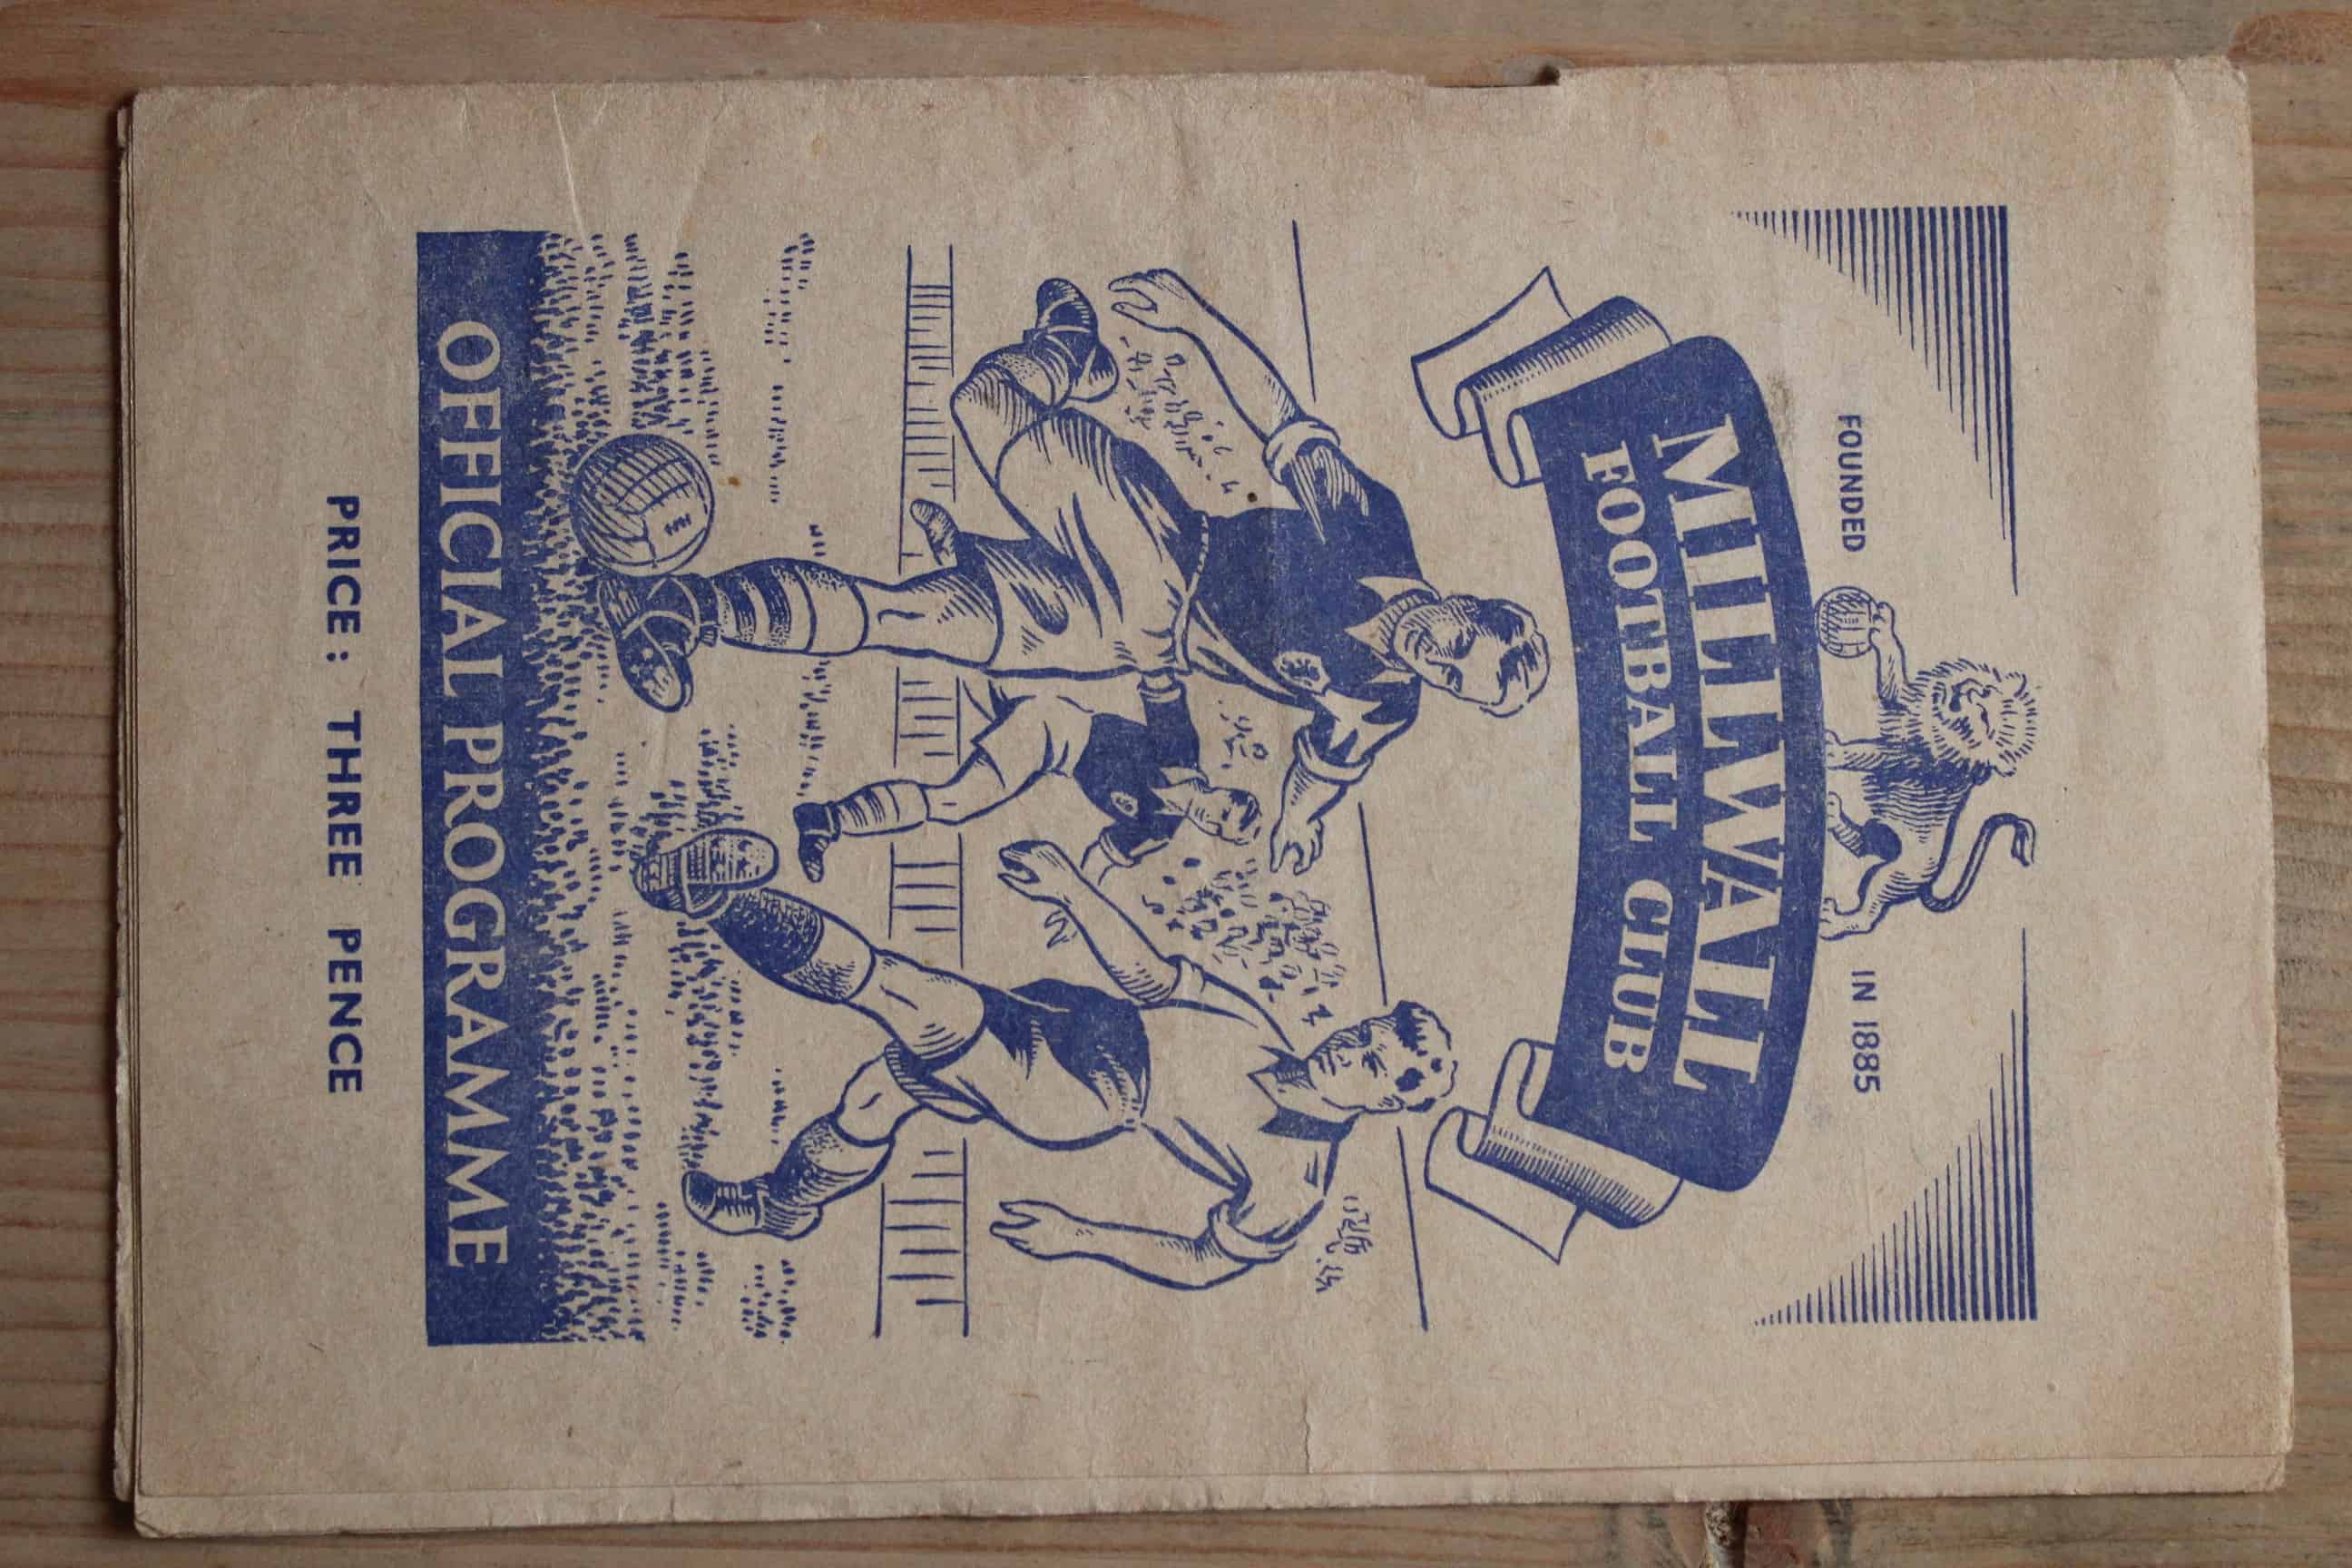 FOUNDED IN 1885
MILLWALL
FOOTBALL CLUB
OFFICIAL PROGRAMME
PRICE : THREE PENCE